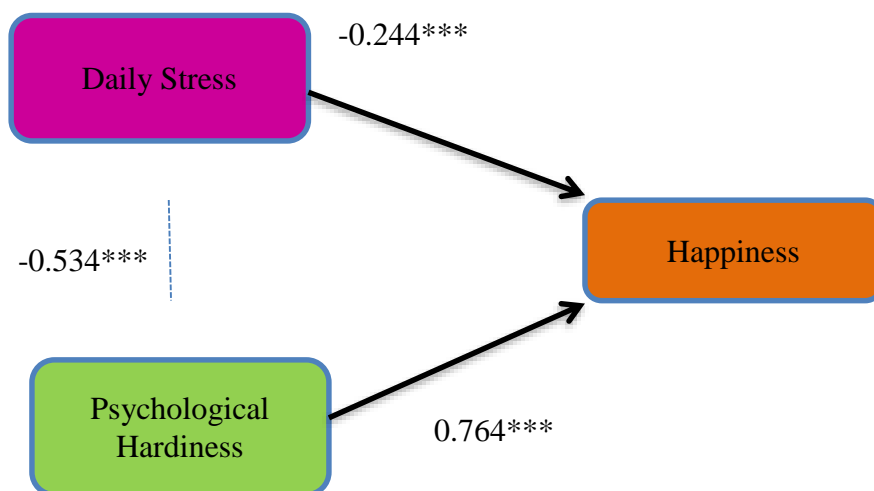 -0.244***
Daily Stress
Happiness
-0.534***
Psychological
Hardiness
0.764***